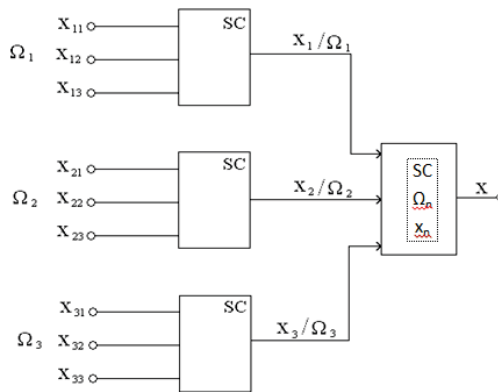 X₁₁
X₁₂
X₁₃
Ω₁
SC
X₁/Ω₁
X₂₁
X₂₂
X₂₃
Ω₂
SC
X₂/Ω₂
X₃₁
X₃₂
X₃₃
Ω₃
SC
X₃/Ω₃
SC
Ωₙ
xₙ
X